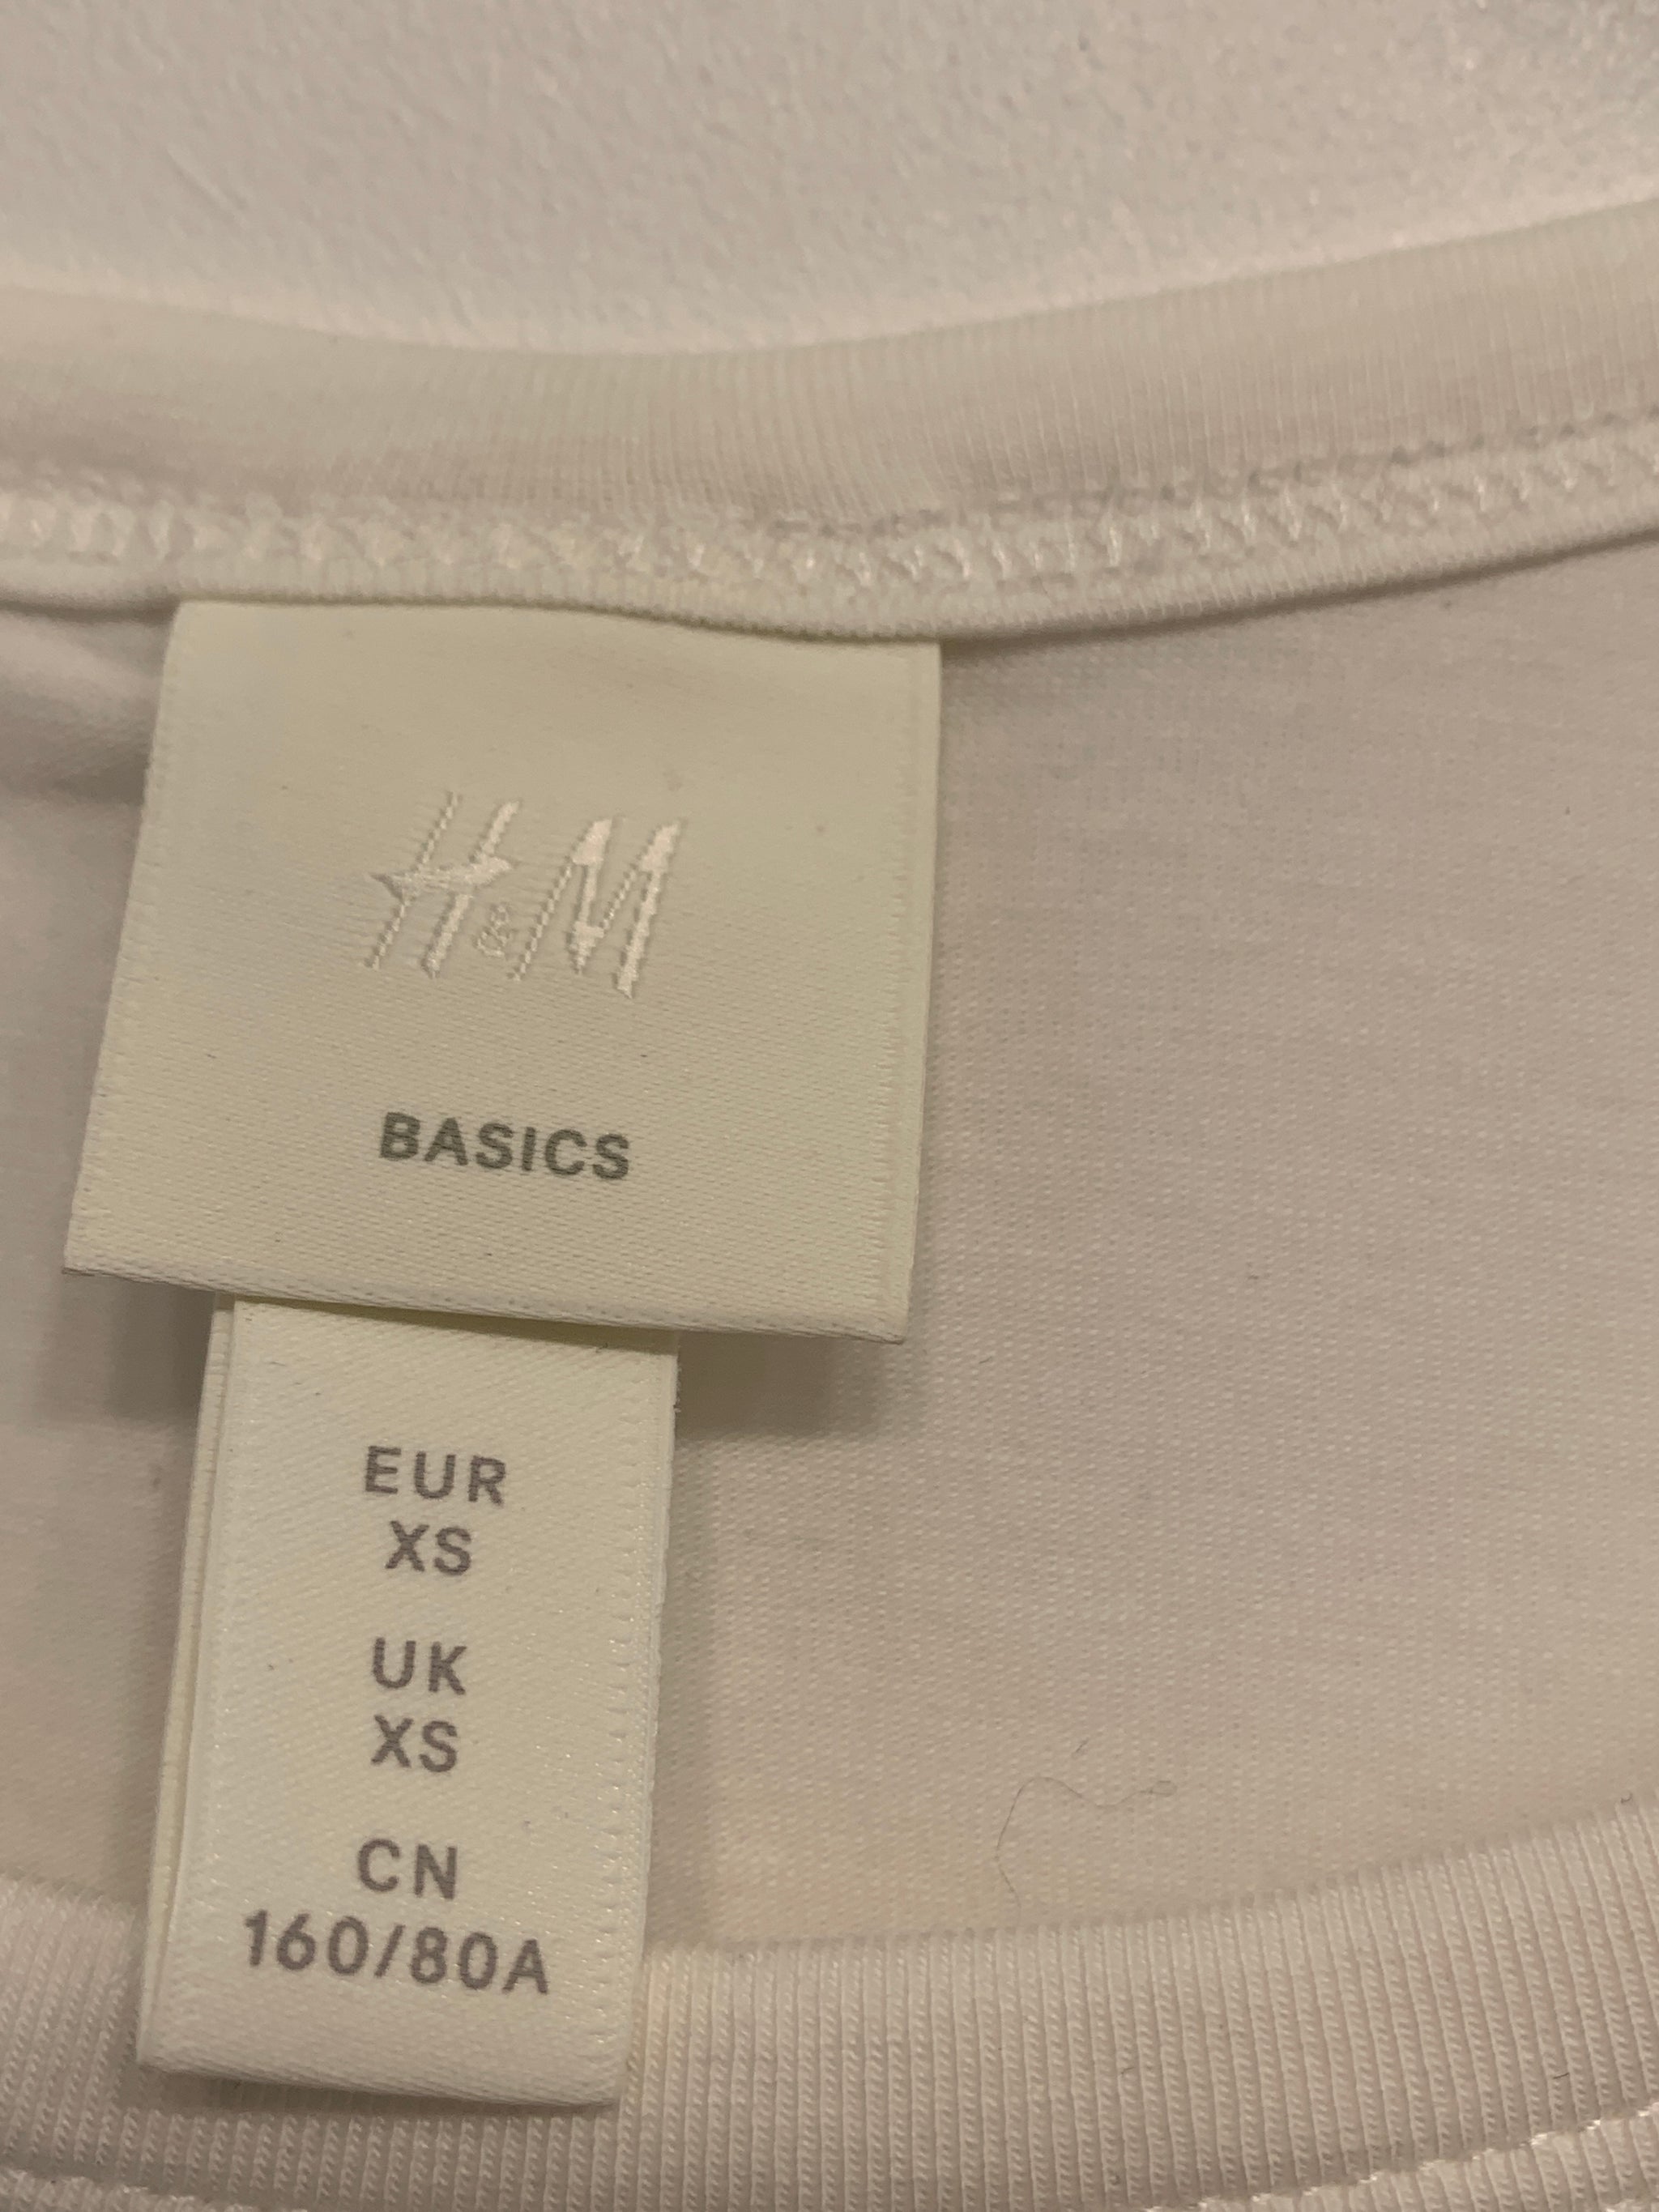 H&M
BASICS
EUR
XS
UK
XS
CN
160/80A